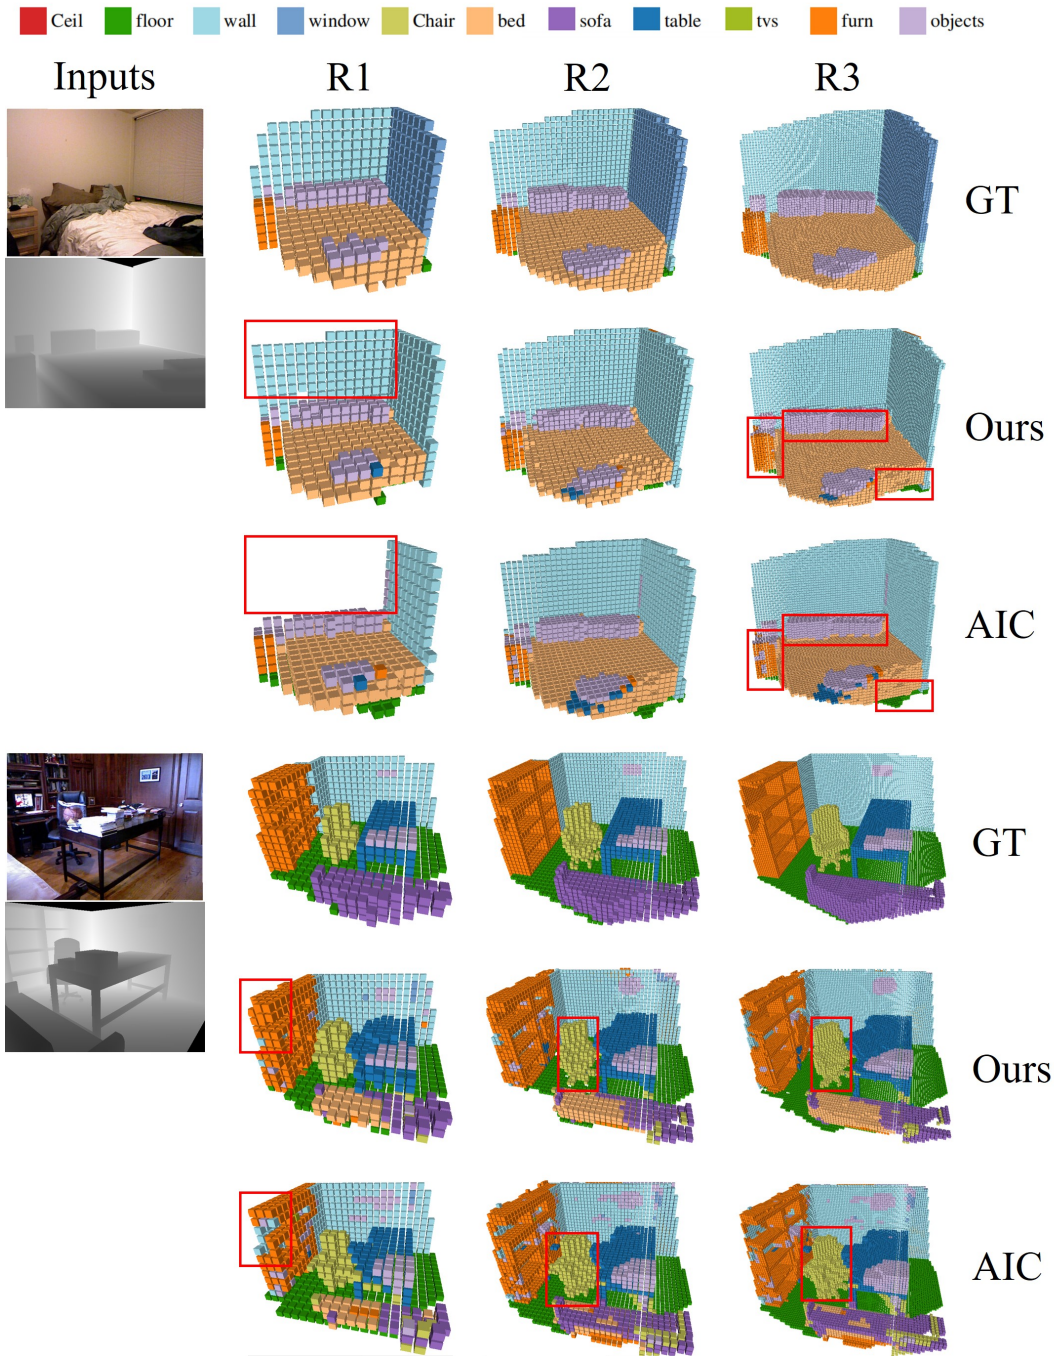 Ceil floor wall window Chair bed sofa table tvs furn objects
Inputs R1 R2 R3
GT
Ours
AIC
GT
Ours
AIC